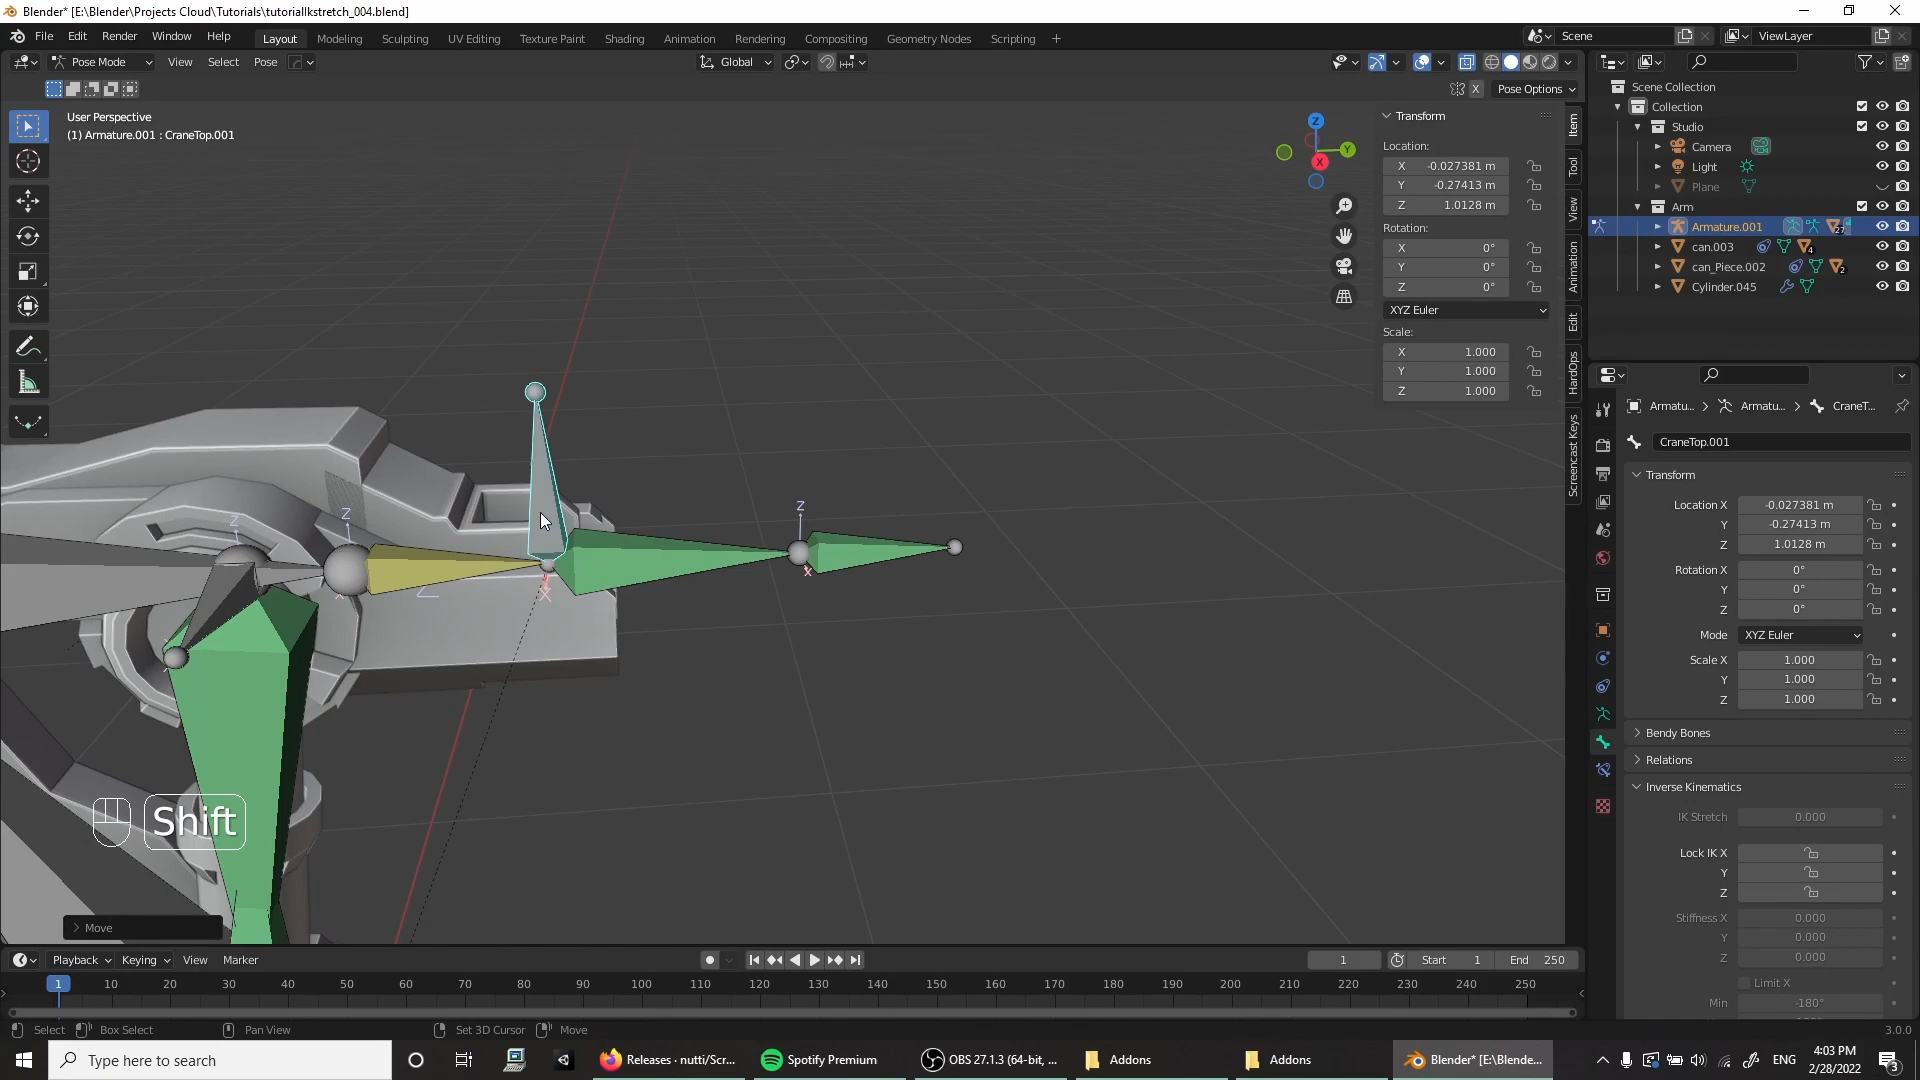 Blender* [E:\Blender\Projects Cloud\Tutorials\tutorialIkstretch_004.blend]
File Edit Render Window Help Layout Modeling Sculpting UV Editing Texture Paint Shading Animation Rendering Compositing Geometry Nodes Scripting + Scene ViewLayer
Pose Mode View Select Pose Global
X Pose Options
User Perspective
(1) Armature.001 : CraneTop.001
Z
Y
X
Transform
Location:
X -0.027381 m
Y -0.27413 m
Z 1.0128 m
Rotation:
X 0°
Y 0°
Z 0°
XYZ Euler
Scale:
X 1.000
Y 1.000
Z 1.000
Item
Tool
View
Animation
Edit
HardOps
Screencast Keys
Scene Collection
Collection
Studio
Camera
Light
Plane
Arm
Armature.001 27
can.003 4
can_Piece.002 2
Cylinder.045
Armatu... > Armatu... > CraneT...
CraneTop.001
Transform
Location X -0.027381 m
Y -0.27413 m
Z 1.0128 m
Rotation X 0°
Y 0°
Z 0°
Mode XYZ Euler
Scale X 1.000
Y 1.000
Z 1.000
Bendy Bones
Relations
Inverse Kinematics
IK Stretch 0.000
Lock IK X
Y
Z
Stiffness X 0.000
Y 0.000
Z 0.000
Limit X
Min -180°
Z
Z
Z
X
X
Shift
Move
Playback Keying View Marker 1 Start 1 End 250
1 10 20 30 40 50 60 70 80 90 100 110 120 130 140 150 160 170 180 190 200 210 220 230 240 250
Select Box Select Pan View Set 3D Cursor Move 3.0.0
Type here to search
Releases · nutti/Scr...
Spotify Premium
OBS 27.1.3 (64-bit, ...
Addons
Addons
Blender* [E:\Blende...
ENG
4:03 PM
2/28/2022
3